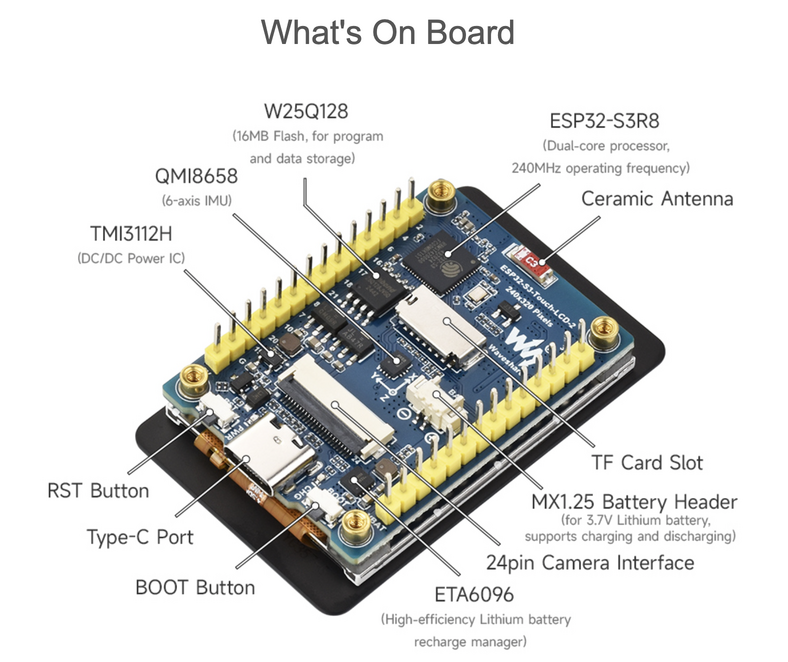 What's On Board
W25Q128
(16MB Flash, for program
and data storage)
ESP32-S3R8
(Dual-core processor,
240MHz operating frequency)
QMI8658
(6-axis IMU)
Ceramic Antenna
TMI3112H
(DC/DC Power IC)
C3
ESP32-S3-Touch-LCD-2
240x320 Pixels
Waveshar
TF Card Slot
RST Button
MX1.25 Battery Header
(for 3.7V Lithium battery,
supports charging and discharging)
Type-C Port
24pin Camera Interface
BOOT Button
ETA6096
(High-efficiency Lithium battery
recharge manager)